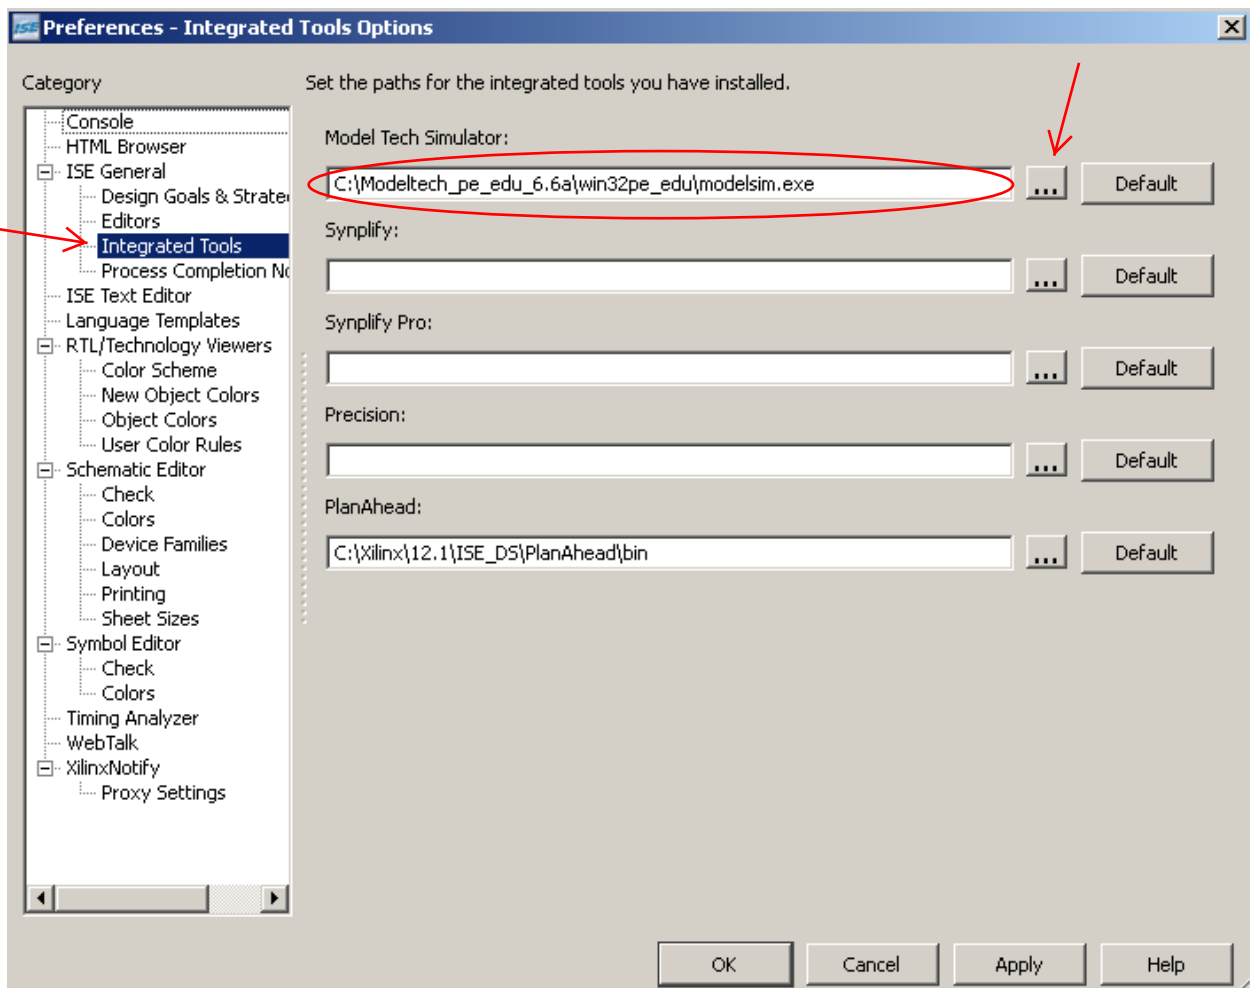 ISE Preferences - Integrated Tools Options
Category
Set the paths for the integrated tools you have installed.
Console
HTML Browser
ISE General
Design Goals & Strate
Editors
Integrated Tools
Process Completion No
ISE Text Editor
Language Templates
RTL/Technology Viewers
Color Scheme
New Object Colors
Object Colors
User Color Rules
Schematic Editor
Check
Colors
Device Families
Layout
Printing
Sheet Sizes
Symbol Editor
Check
Colors
Timing Analyzer
WebTalk
XilinxNotify
Proxy Settings
Model Tech Simulator:
C:\Modeltech_pe_edu_6.6a\win32pe_edu\modelsim.exe ... Default
Synplify:
... Default
Synplify Pro:
... Default
Precision:
... Default
PlanAhead:
C:\Xilinx\12.1\ISE_DS\PlanAhead\bin ... Default
OK Cancel Apply Help